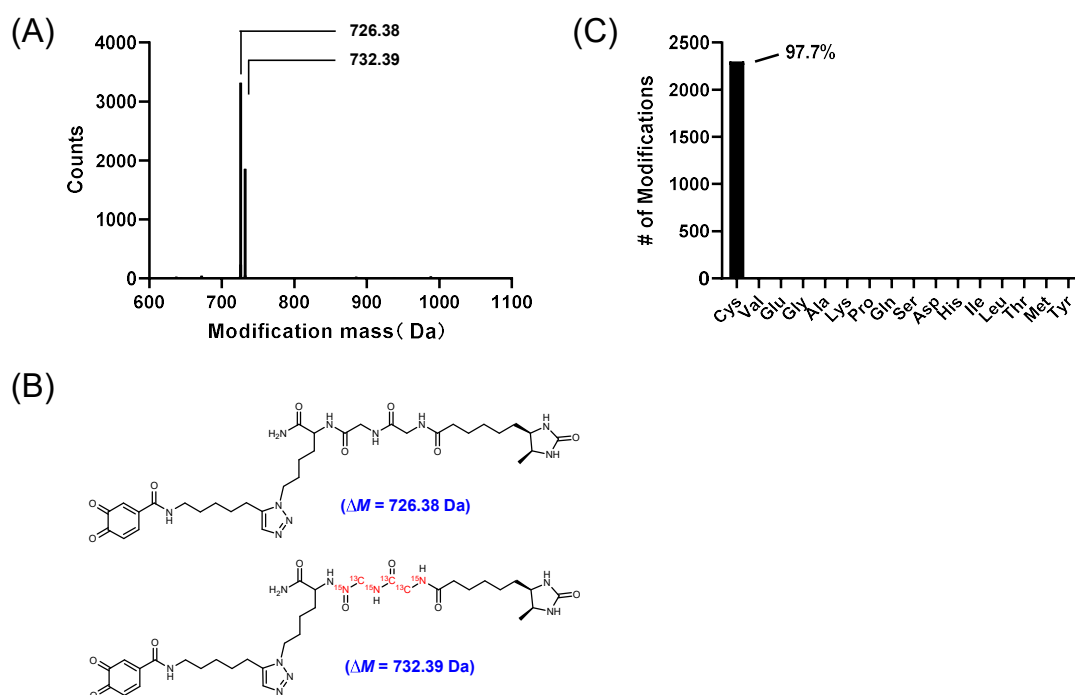 (A)
726.38
732.39
4000
3000
2000
1000
0
Counts
600 700 800 900 1000 1100
Modification mass( Da)
(C)
97.7%
2500
2000
1500
1000
500
0
# of Modifications
Cys Val Glu Gly Ala Lys Pro Gln Ser Asp His Ile Leu Thr Met Tyr
(B)
O H O H
H₂N N N N
O H O
H
N
O
N
H
(ΔM = 726.38 Da)
O
O O N
H
N N
N
O H ¹³C O ¹³C ¹⁵N H
H₂N N ¹⁵N ¹⁵N ¹³C
O H O
H
N
O
N
H
(ΔM = 732.39 Da)
O
O O N
H
N N
N